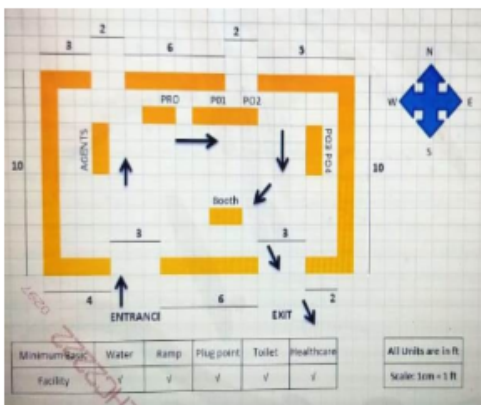 2 2
3 6 5
N
PRO PO1 PO2
W E
AGENTS
PO3 PO4
S
10 10
Booth
3 3
4 6 2
ENTRANCE EXIT
Minimum Basic Water Ramp Plug point Toilet Healthcare
Facility √ √ √ √ √
All Units are in ft
Scale: 1cm = 1 ft